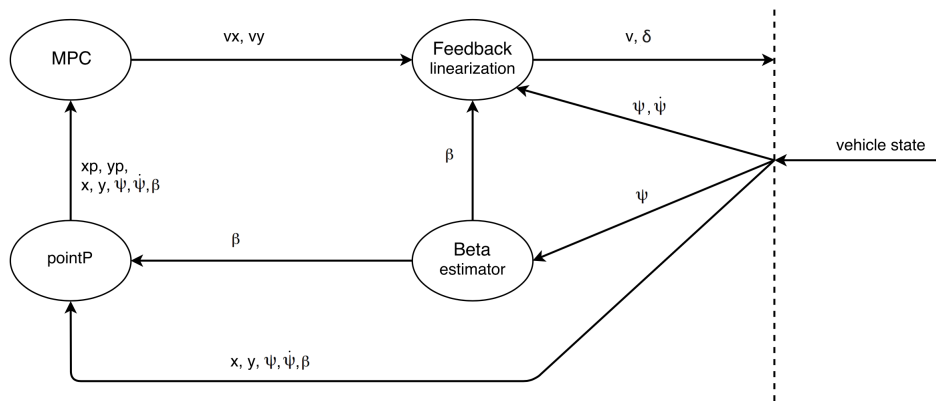 vx, vy
v, δ
MPC
Feedback
linearization
ψ, ψ̇
vehicle state
β
xp, yp,
x, y, ψ, ψ̇, β
ψ
β
pointP
Beta
estimator
x, y, ψ, ψ̇, β